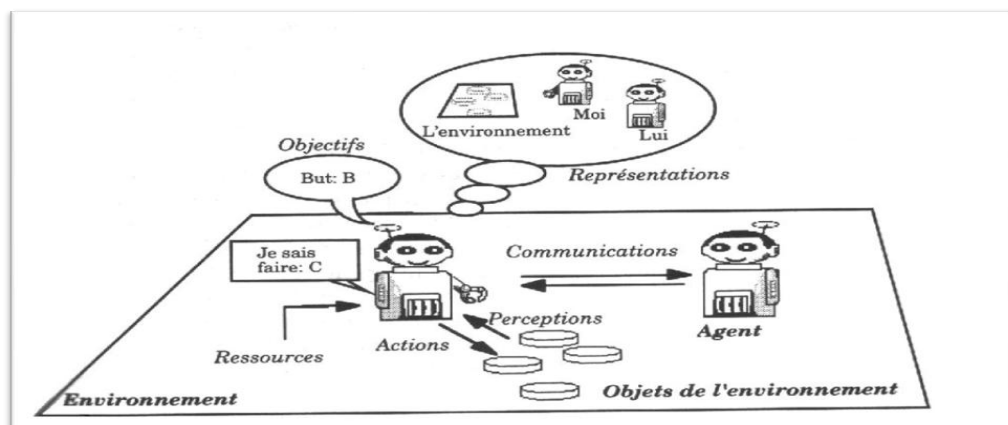 L'environnement
Moi
Lui
Objectifs
But: B
Représentations
Je sais
faire: C
Communications
Perceptions
Agent
Ressources
Actions
Environnement
Objets de l'environnement